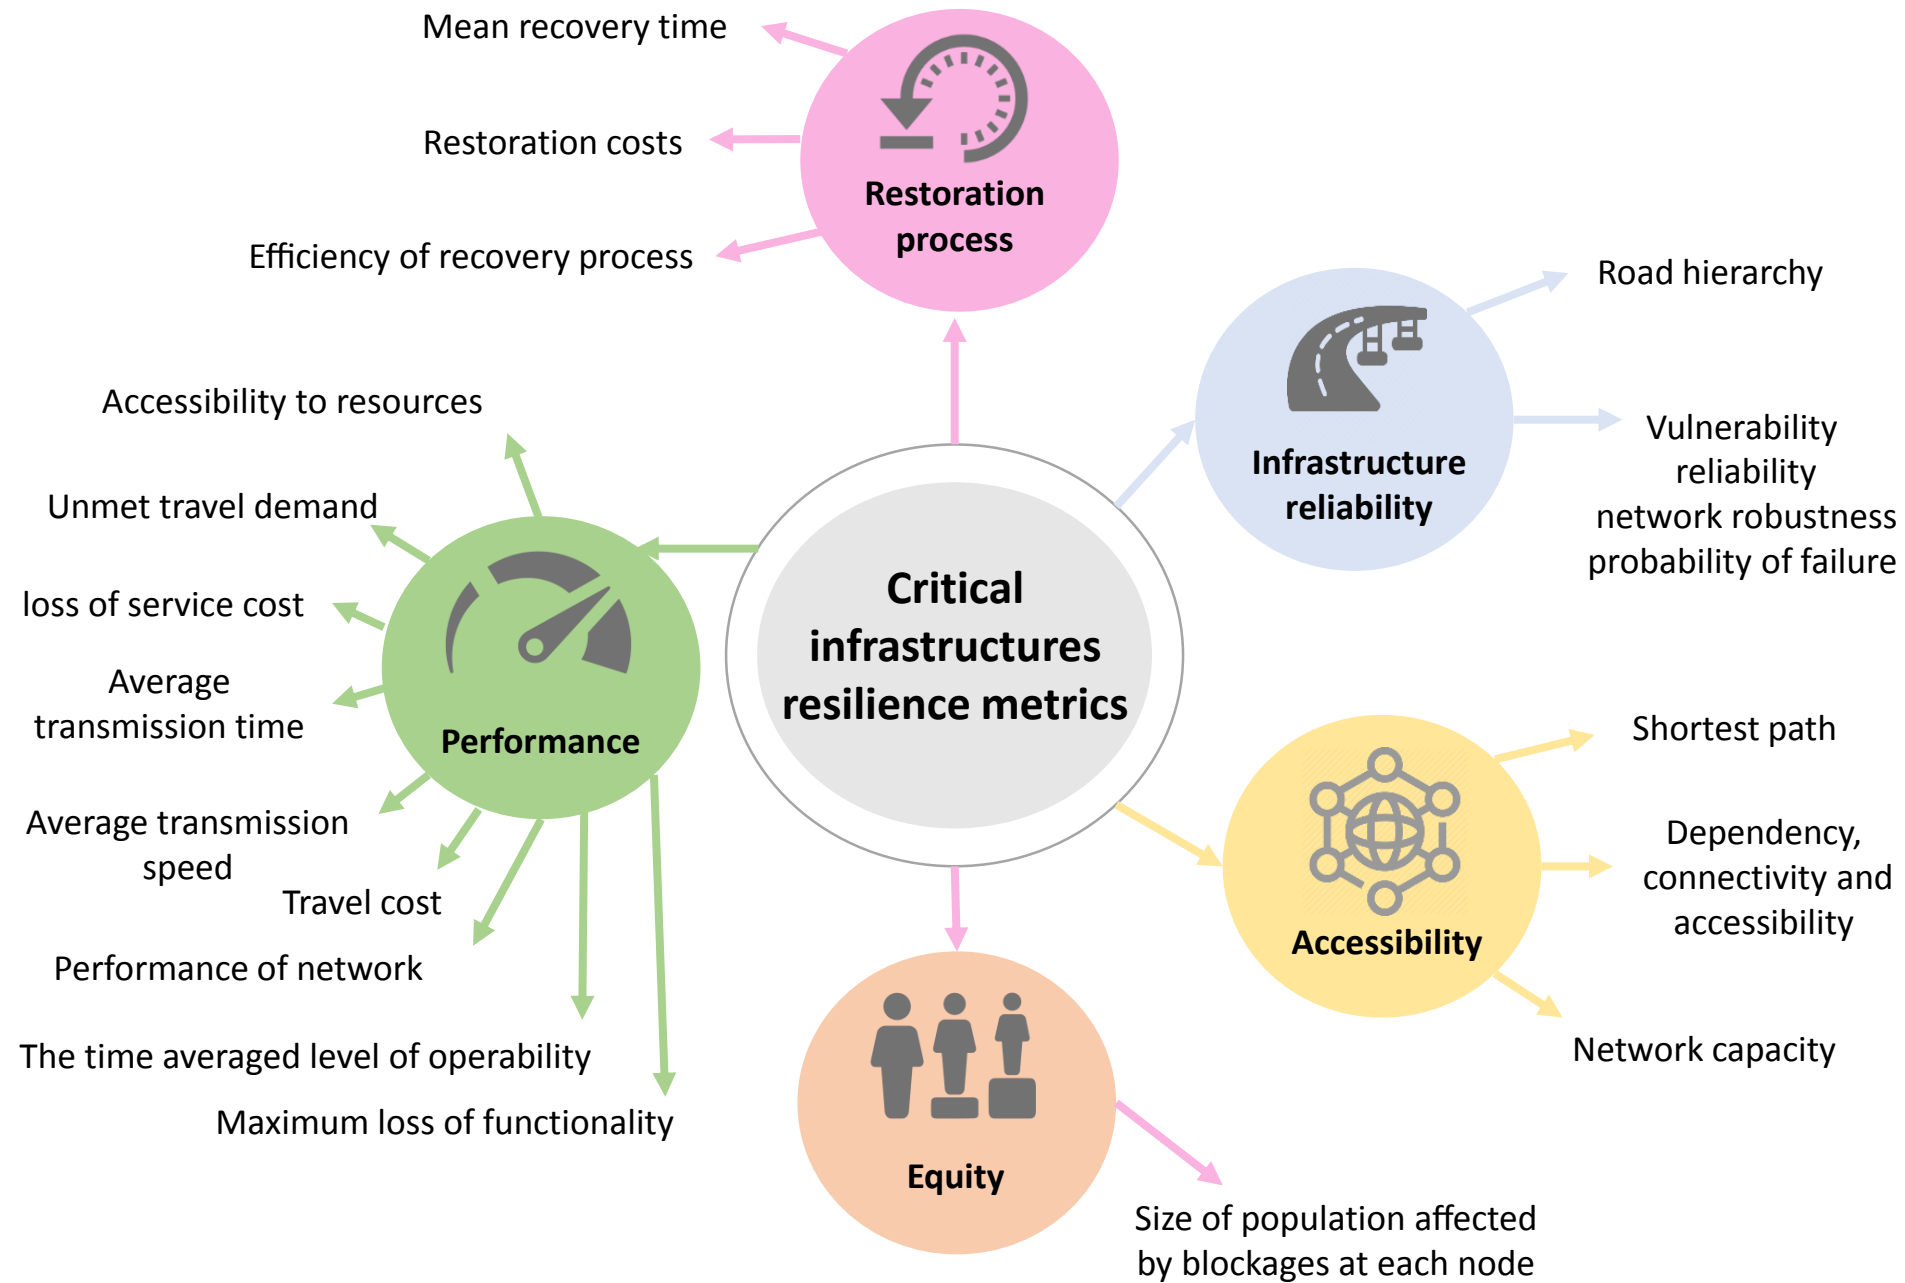 Mean recovery time
Restoration costs
Efficiency of recovery process
Restoration
process
Road hierarchy
Infrastructure
reliability
Vulnerability
reliability
network robustness
probability of failure
Accessibility to resources
Unmet travel demand
loss of service cost
Average
transmission time
Average transmission
speed
Travel cost
Performance of network
The time averaged level of operability
Maximum loss of functionality
Performance
Critical
infrastructures
resilience metrics
Shortest path
Dependency,
connectivity and
accessibility
Network capacity
Accessibility
Equity
Size of population affected
by blockages at each node